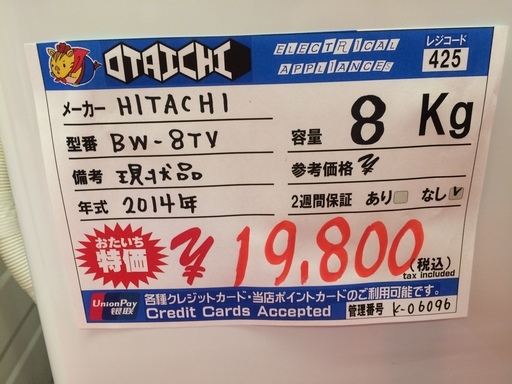 OTAICHI
ELECTRICAL
APPLIANCES
レジコード
425
メーカー HITACHI
型番 BW-8TV
容量 8 Kg
備考 現状品
参考価格 ¥
年式 2014年
2週間保証 あり なし
おたいち
特価
¥19,800
(税込)
tax included
UnionPay
银联
各種クレジットカード・当店ポイントカードのご利用可能です。
Credit Cards Accepted
管理番号 K-06096